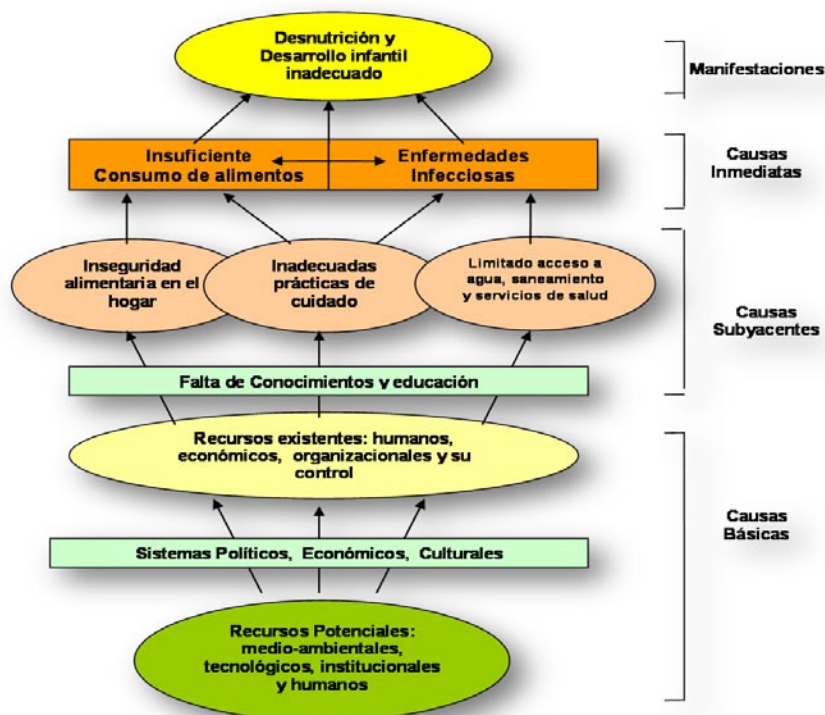 Desnutrición y
Desarrollo infantil
inadecuado
Manifestaciones
Insuficiente
Consumo de alimentos
Enfermedades
Infecciosas
Causas
Inmediatas
Inseguridad
alimentaria en el
hogar
Inadecuadas
prácticas de
cuidado
Limitado acceso a
agua, saneamiento
y servicios de salud
Causas
Subyacentes
Falta de Conocimientos y educación
Recursos existentes: humanos,
económicos, organizacionales y su
control
Causas
Básicas
Sistemas Políticos, Económicos, Culturales
Recursos Potenciales:
medio-ambientales,
tecnológicos, institucionales
y humanos